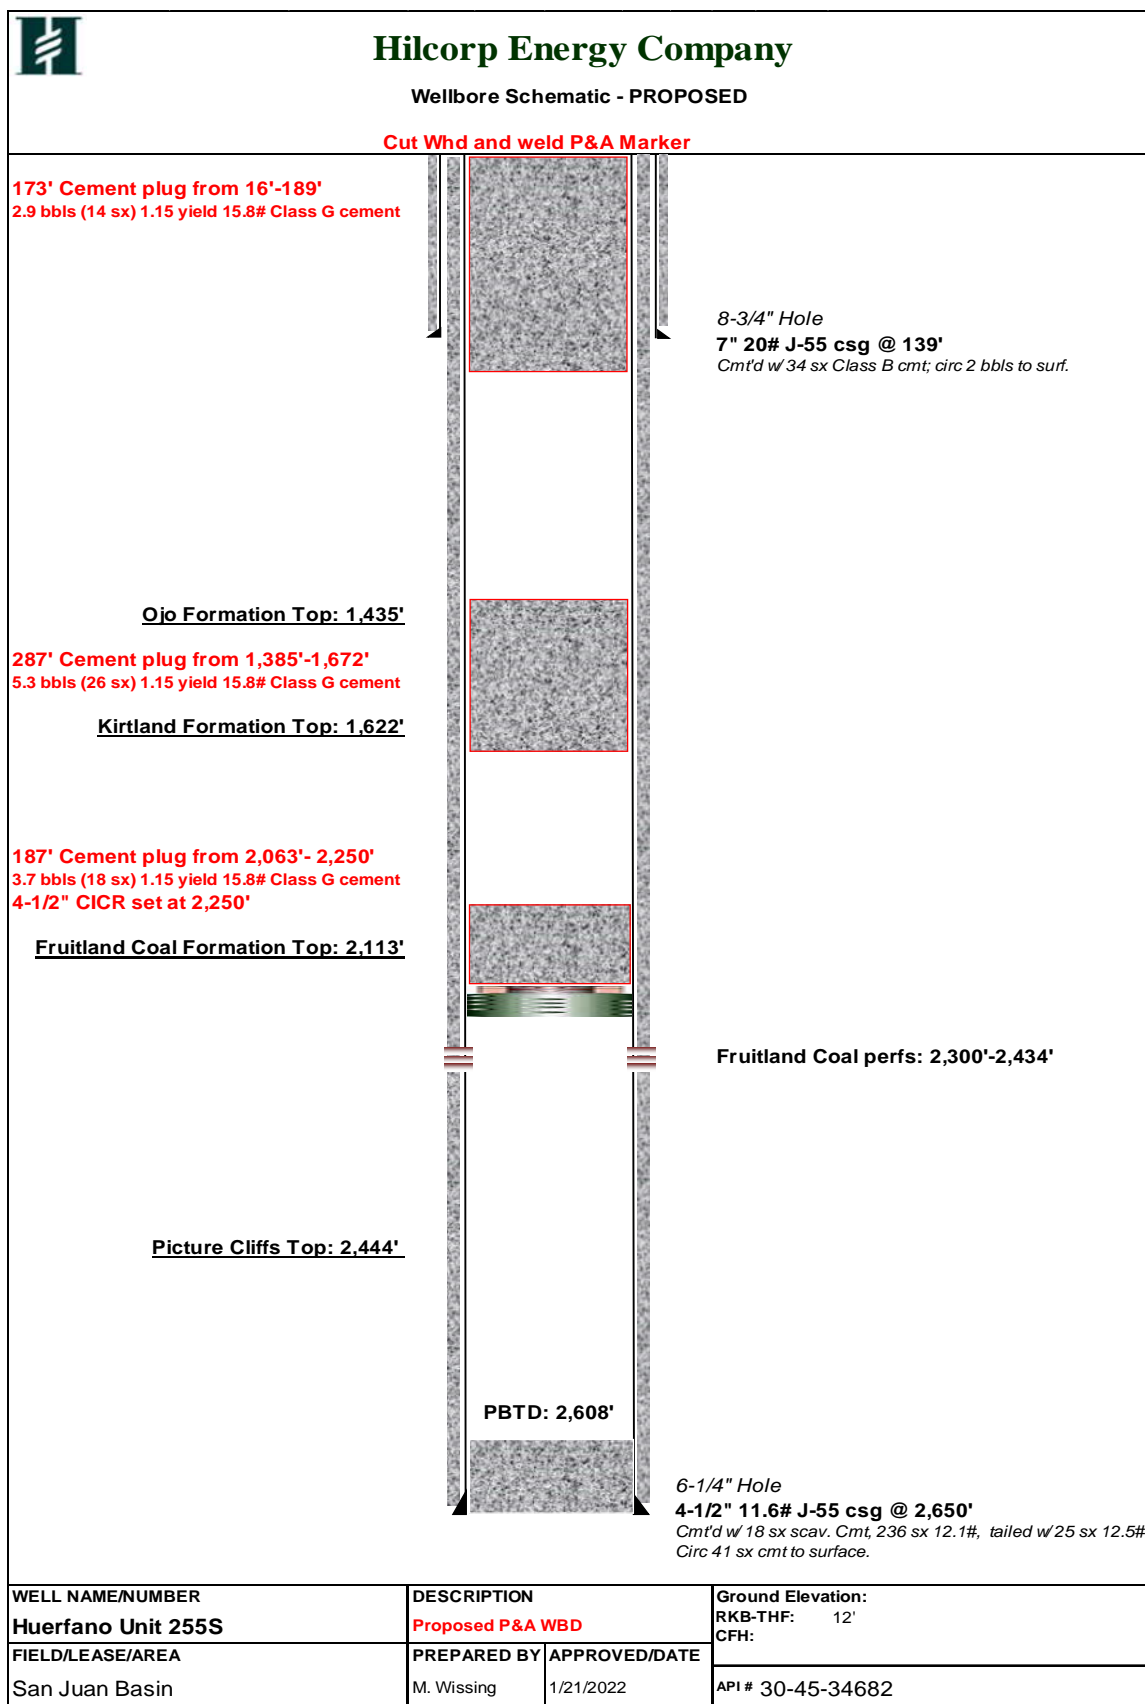 Hilcorp Energy Company
Wellbore Schematic - PROPOSED
Cut Whd and weld P&A Marker
173' Cement plug from 16'-189'
2.9 bbls (14 sx) 1.15 yield 15.8# Class G cement
8-3/4" Hole
7" 20# J-55 csg @ 139'
Cmt'd w/ 34 sx Class B cmt; circ 2 bbls to surf.
Ojo Formation Top: 1,435'
287' Cement plug from 1,385'-1,672'
5.3 bbls (26 sx) 1.15 yield 15.8# Class G cement
Kirtland Formation Top: 1,622'
187' Cement plug from 2,063'- 2,250'
3.7 bbls (18 sx) 1.15 yield 15.8# Class G cement
4-1/2" CICR set at 2,250'
Fruitland Coal Formation Top: 2,113'
Fruitland Coal perfs: 2,300'-2,434'
Picture Cliffs Top: 2,444'
PBTD: 2,608'
6-1/4" Hole
4-1/2" 11.6# J-55 csg @ 2,650'
Cmt'd w/ 18 sx scav. Cmt, 236 sx 12.1#, tailed w/ 25 sx 12.5#
Circ 41 sx cmt to surface.
WELL NAME/NUMBER
Huerfano Unit 255S
DESCRIPTION
Proposed P&A WBD
Ground Elevation:
RKB-THF: 12'
CFH:
FIELD/LEASE/AREA
San Juan Basin
PREPARED BY
M. Wissing
APPROVED/DATE
1/21/2022
API # 30-45-34682